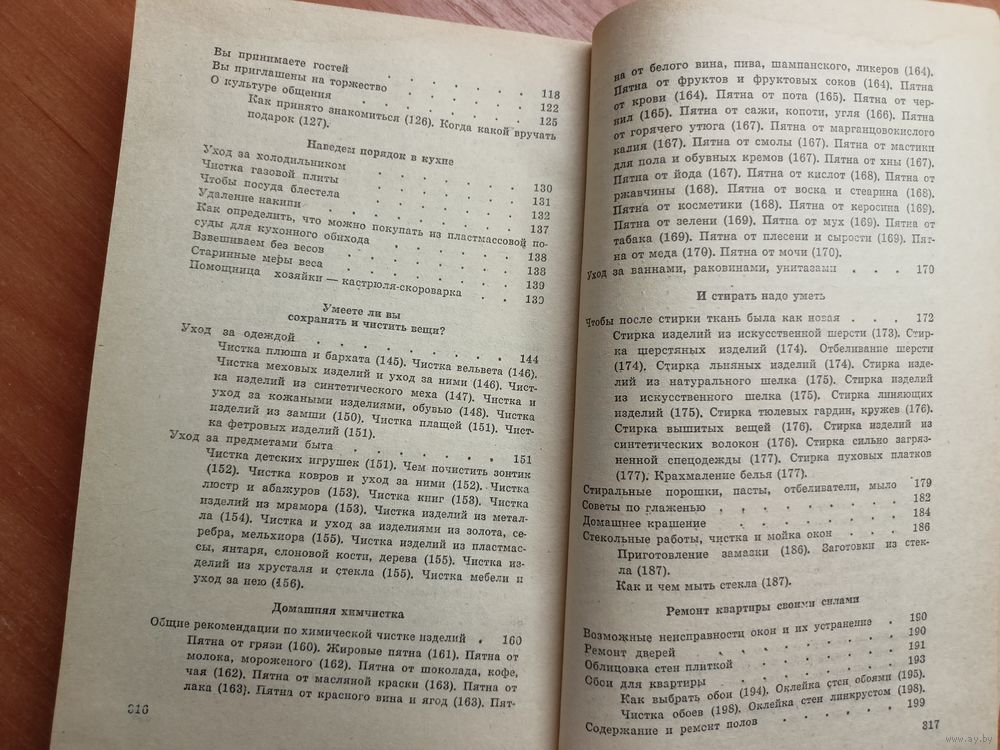 Вы принимаете гостей . . . . . . 118
Вы приглашены на торжество . . . . . 122
О культуре общения . . . . . . 125
Как принято знакомиться (126). Когда какой вручать
подарок (127).
Наведем порядок в кухне
Уход за холодильником . . . . . . 130
Чистка газовой плиты . . . . . . 131
Чтобы посуда блестела . . . . . . 132
Удаление накипи . . . . . . . 137
Как определить, что можно покупать из пластмассовой по-
суды для кухонного обихода . . . . . 138
Взвешиваем без весов . . . . . . 138
Старинные меры веса . . . . . . 139
Помощница хозяйки — кастрюля-скороварка . . 139
Умеете ли вы
сохранять и чистить вещи?
Уход за одеждой . . . . . . . 144
Чистка плюша и бархата (145). Чистка вельвета (146).
Чистка меховых изделий и уход за ними (146). Чист-
ка изделий из синтетического меха (147). Чистка и
уход за кожаными изделиями, обувью (148). Чистка
изделий из замши (150). Чистка плащей (151). Чист-
ка фетровых изделий (151).
Уход за предметами быта . . . . . . 151
Чистка детских игрушек (151). Чем почистить зонтик
(152). Чистка ковров и уход за ними (152). Чистка
люстр и абажуров (153). Чистка книг (153). Чистка
изделий из мрамора (153). Чистка изделий из метал-
ла (154). Чистка и уход за изделиями из золота, се-
ребра, мельхиора (155). Чистка изделий из пластмас-
сы, янтаря, слоновой кости, дерева (155). Чистка из-
делий из хрусталя и стекла (155). Чистка мебели и
уход за нею (156).
Домашняя химчистка
Общие рекомендации по химической чистке изделий . 160
Пятна от грязи (160). Жировые пятна (161). Пятна от
молока, мороженого (162). Пятна от шоколада, кофе,
чая (162). Пятна от масляной краски (163). Пятна от
лака (163). Пятна от красного вина и ягод (163). Пят-
316
на от белого вина, пива, шампанского, ликеров (164).
Пятна от фруктов и фруктовых соков (164). Пятна
от крови (164). Пятна от пота (165). Пятна от чер-
нил (165). Пятна от сажи, копоти, угля (166). Пятна
от горячего утюга (167). Пятна от марганцовокислого
калия (167). Пятна от смолы (167). Пятна от мастики
для пола и обувных кремов (167). Пятна от хны (167).
Пятна от йода (167). Пятна от кислот (168). Пятна от
ржавчины (168). Пятна от воска и стеарина (168).
Пятна от косметики (168). Пятна от керосина (169).
Пятна от зелени (169). Пятна от мух (169). Пятна от
табака (169). Пятна от плесени и сырости (169). Пят-
на от меда (170). Пятна от мочи (170).
Уход за ваннами, раковинами, унитазами . . . 170
И стирать надо уметь
Чтобы после стирки ткань была как новая . . . 172
Стирка изделий из искусственной шерсти (173). Стир-
ка шерстяных изделий (174). Отбеливание шерсти
(174). Стирка льняных изделий (174). Стирка изде-
лий из натурального шелка (175). Стирка изделий
из искусственного шелка (175). Стирка линяющих
изделий (175). Стирка тюлевых гардин, кружев (176).
Стирка вышитых вещей (176). Стирка изделий из
синтетических волокон (176). Стирка сильно загряз-
ненной спецодежды (177). Стирка пуховых платков
(177). Крахмаление белья (177).
Стиральные порошки, пасты, отбеливатели, мыло . 179
Советы по глаженью . . . . . . . 182
Домашнее крашение . . . . . . . 184
Стекольные работы, чистка и мойка окон . . . 186
Приготовление замазки (186). Заготовки из стек-
ла (187).
Как и чем мыть стекла (187).
Ремонт квартиры своими силами
Возможные неисправности окон и их устранение . 190
Ремонт дверей . . . . . . . 190
Облицовка стен плиткой . . . . . . 191
Обои для квартиры . . . . . . . 193
Как выбрать обои (194). Оклейка стен обоями (195).
Чистка обоев (198). Оклейка стен линкрустом (198).
Содержание и ремонт полов . . . . . 199
317
www.ay.by